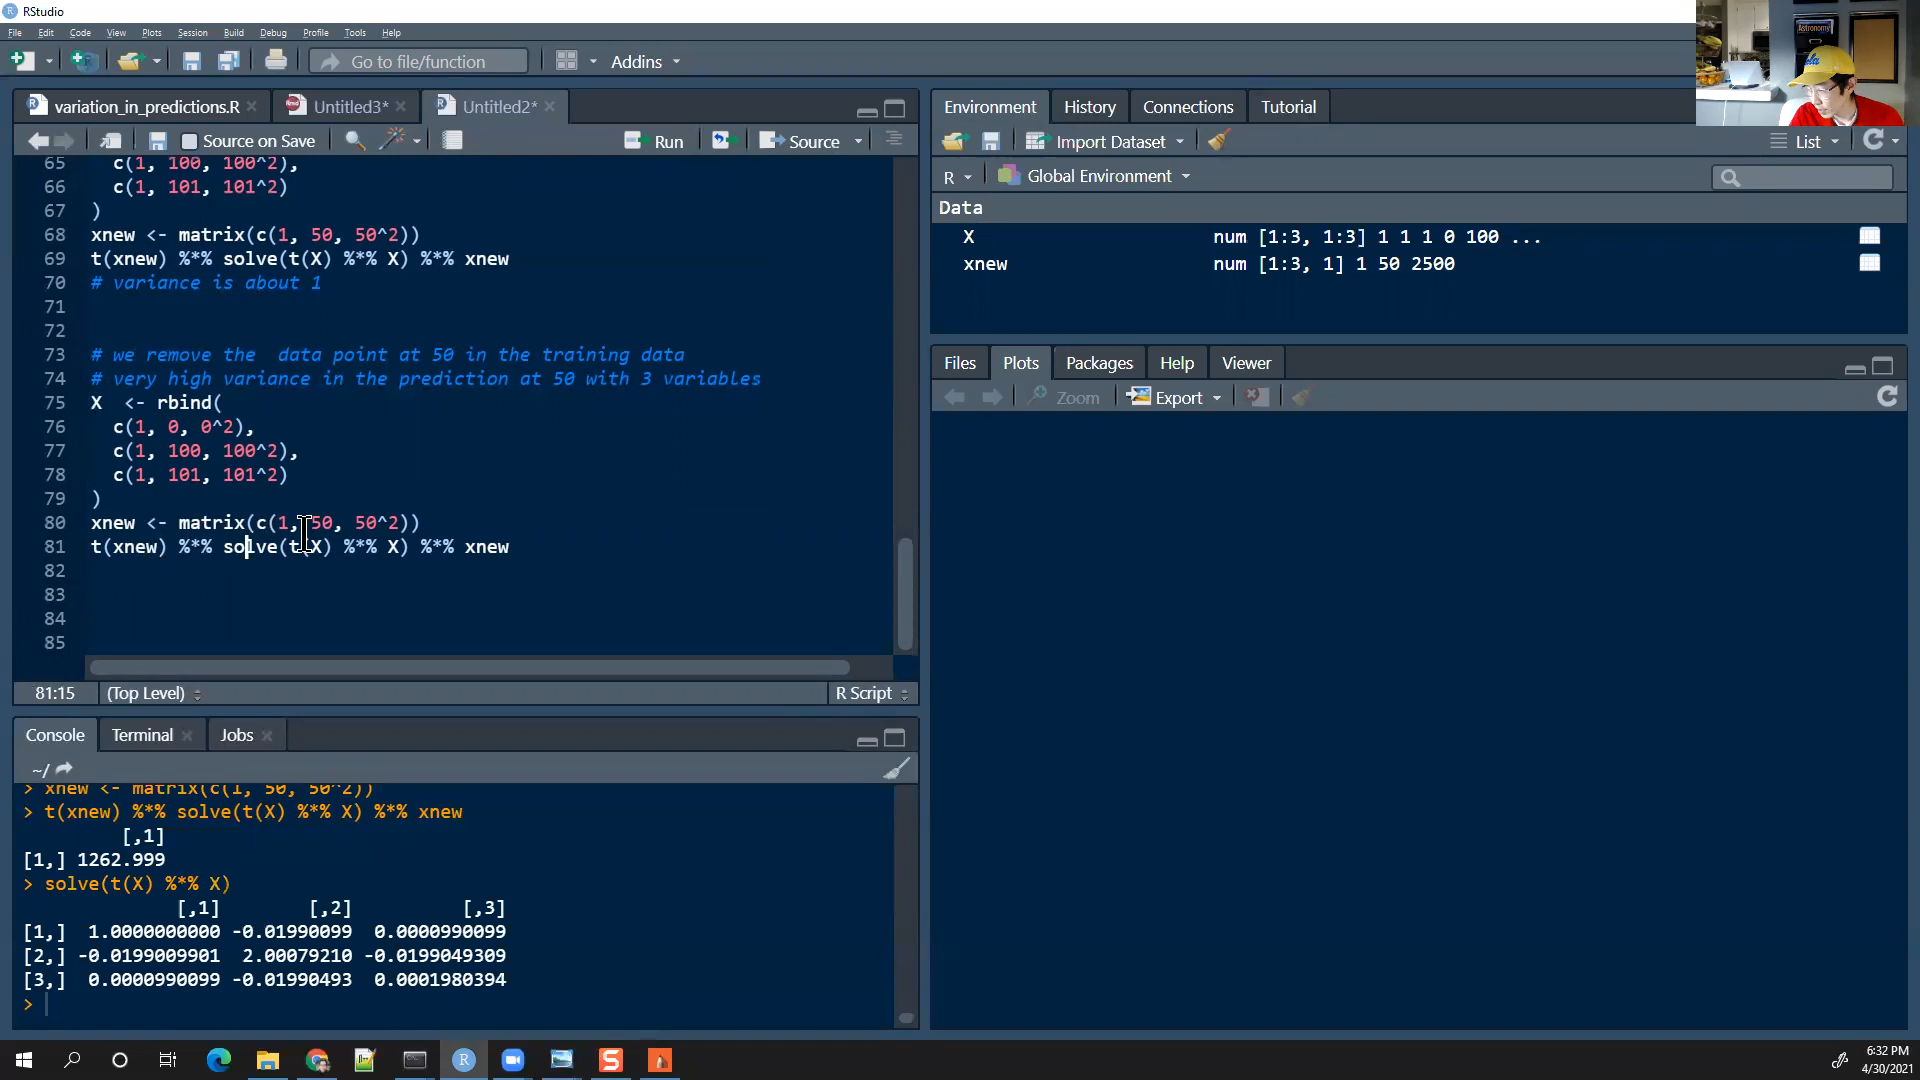 RStudio
File Edit Code View Plots Session Build Debug Profile Tools Help
Go to file/function
Addins
variation_in_predictions.R
Untitled3*
Untitled2*
Source on Save
Run
Source
65 c(1, 100, 100^2),
66 c(1, 101, 101^2)
67 )
68 xnew <- matrix(c(1, 50, 50^2))
69 t(xnew) %*% solve(t(X) %*% X) %*% xnew
70 # variance is about 1
71
72
73 # we remove the  data point at 50 in the training data
74 # very high variance in the prediction at 50 with 3 variables
75 X  <- rbind(
76 c(1, 0, 0^2),
77 c(1, 100, 100^2),
78 c(1, 101, 101^2)
79 )
80 xnew <- matrix(c(1, 50, 50^2))
81 t(xnew) %*% solve(t(X) %*% X) %*% xnew
82
83
84
85
81:15 (Top Level) R Script
Console Terminal Jobs
~/
> xnew <- matrix(c(1, 50, 50^2))
> t(xnew) %*% solve(t(X) %*% X) %*% xnew
[,1]
[1,] 1262.999
> solve(t(X) %*% X)
[,1] [,2] [,3]
[1,] 1.0000000000 -0.01990099 0.0000990099
[2,] -0.0199009901 2.00079210 -0.0199049309
[3,] 0.0000990099 -0.01990493 0.0001980394
>
Environment History Connections Tutorial
Import Dataset
List
R Global Environment
Data
X num [1:3, 1:3] 1 1 1 0 100 ...
xnew num [1:3, 1] 1 50 2500
Files Plots Packages Help Viewer
Zoom Export
Astronomy
6:32 PM
4/30/2021